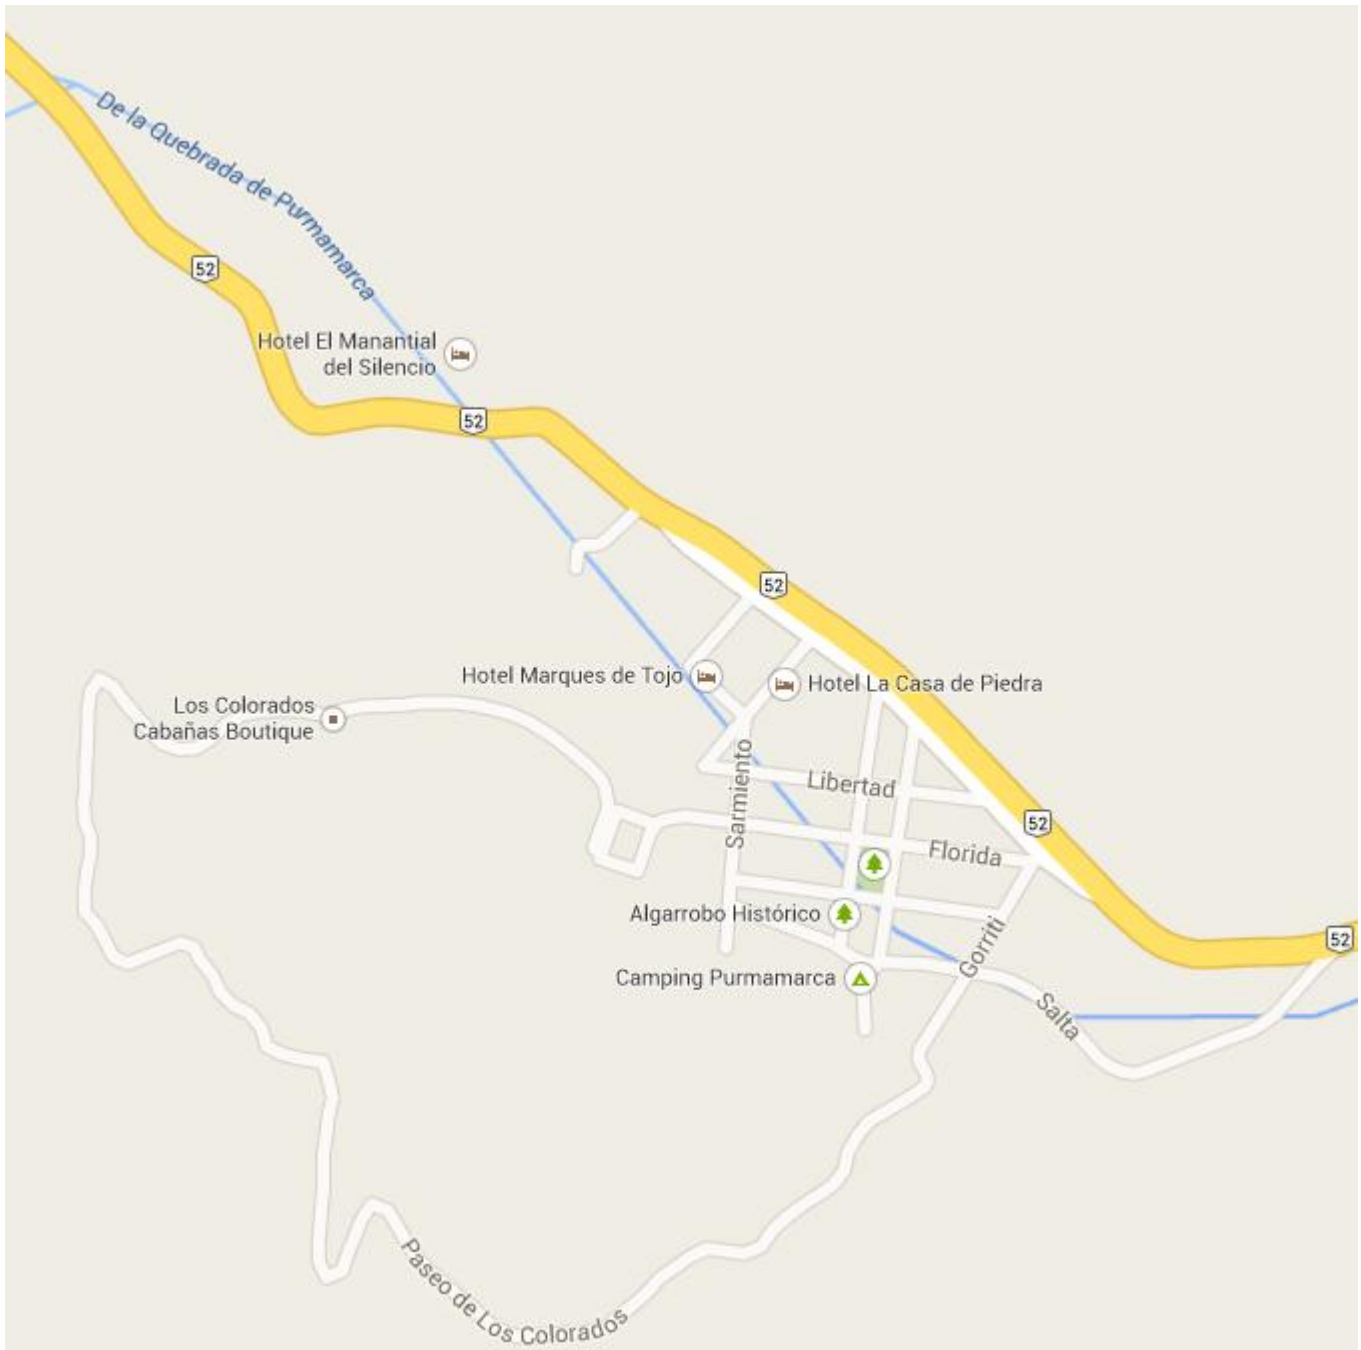 De la Quebrada de Purmamarca
52
Hotel El Manantial
del Silencio
52
52
Hotel Marques de Tojo
Hotel La Casa de Piedra
Los Colorados
Cabañas Boutique
Sarmiento
Libertad
52
Florida
Algarrobo Histórico
Gorriti
52
Camping Purmamarca
Salta
Paseo de Los Colorados